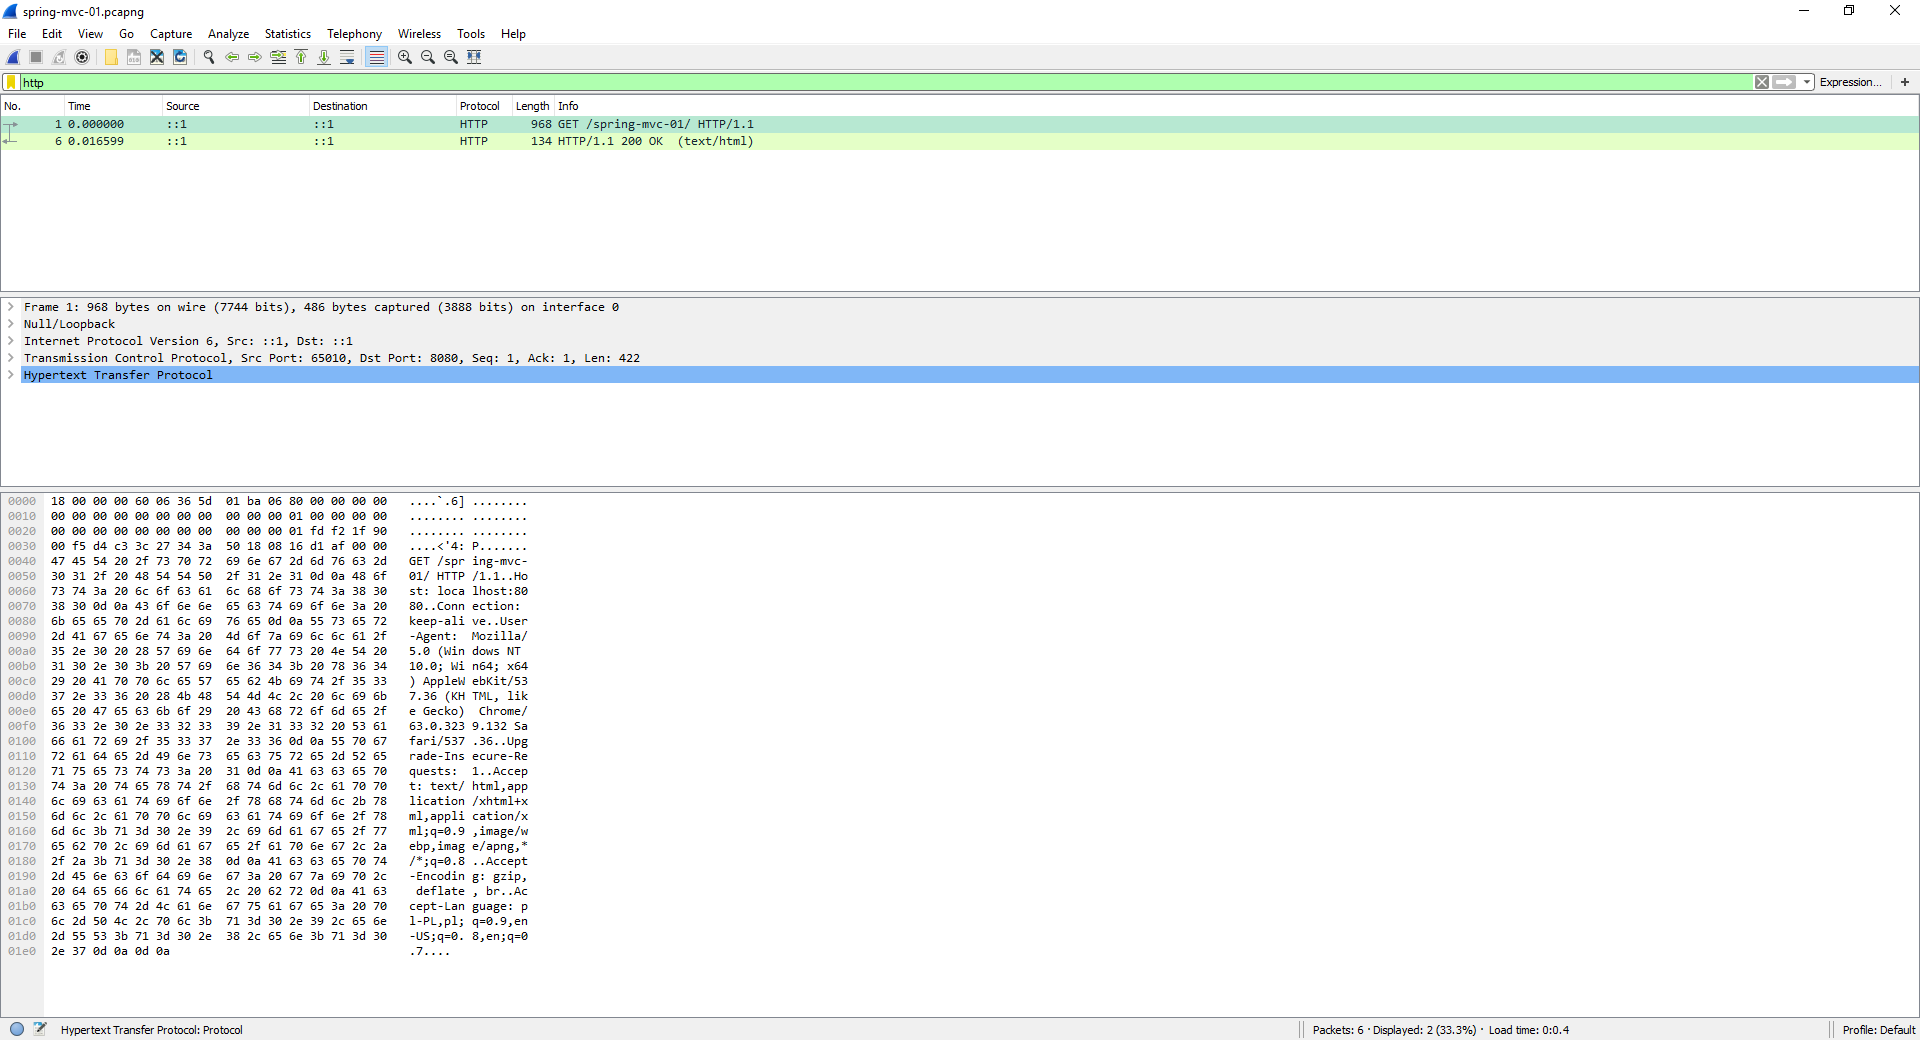 spring-mvc-01.pcapng
File Edit View Go Capture Analyze Statistics Telephony Wireless Tools Help
http Expression... +
No. Time Source Destination Protocol Length Info
1 0.000000 ::1 ::1 HTTP 968 GET /spring-mvc-01/ HTTP/1.1
6 0.016599 ::1 ::1 HTTP 134 HTTP/1.1 200 OK (text/html)
Frame 1: 968 bytes on wire (7744 bits), 486 bytes captured (3888 bits) on interface 0
Null/Loopback
Internet Protocol Version 6, Src: ::1, Dst: ::1
Transmission Control Protocol, Src Port: 65010, Dst Port: 8080, Seq: 1, Ack: 1, Len: 422
Hypertext Transfer Protocol
0000 18 00 00 00 60 06 36 5d 01 ba 06 80 00 00 00 00 ....`.6] ........
0010 00 00 00 00 00 00 00 00 00 00 00 01 00 00 00 00 ........ ........
0020 00 00 00 00 00 00 00 00 00 00 00 01 fd f2 1f 90 ........ ........
0030 00 f5 d4 c3 3c 27 34 3a 50 18 08 16 d1 af 00 00 ....<'4: P.......
0040 47 45 54 20 2f 73 70 72 69 6e 67 2d 6d 76 63 2d GET /spr ing-mvc-
0050 30 31 2f 20 48 54 54 50 2f 31 2e 31 0d 0a 48 6f 01/ HTTP /1.1..Ho
0060 73 74 3a 20 6c 6f 63 61 6c 68 6f 73 74 3a 38 30 st: loca lhost:80
0070 38 30 0d 0a 43 6f 6e 6e 65 63 74 69 6f 6e 3a 20 80..Conn ection:
0080 6b 65 65 70 2d 61 6c 69 76 65 0d 0a 55 73 65 72 keep-ali ve..User
0090 2d 41 67 65 6e 74 3a 20 4d 6f 7a 69 6c 6c 61 2f -Agent: Mozilla/
00a0 35 2e 30 20 28 57 69 6e 64 6f 77 73 20 4e 54 20 5.0 (Win dows NT
00b0 31 30 2e 30 3b 20 57 69 6e 36 34 3b 20 78 36 34 10.0; Wi n64; x64
00c0 29 20 41 70 70 6c 65 57 65 62 4b 69 74 2f 35 33 ) AppleW ebKit/53
00d0 37 2e 33 36 20 28 4b 48 54 4d 4c 2c 20 6c 69 6b 7.36 (KH TML, lik
00e0 65 20 47 65 63 6b 6f 29 20 43 68 72 6f 6d 65 2f e Gecko) Chrome/
00f0 36 33 2e 30 2e 33 32 33 39 2e 31 33 32 20 53 61 63.0.323 9.132 Sa
0100 66 61 72 69 2f 35 33 37 2e 33 36 0d 0a 55 70 67 fari/537 .36..Upg
0110 72 61 64 65 2d 49 6e 73 65 63 75 72 65 2d 52 65 rade-Ins ecure-Re
0120 71 75 65 73 74 73 3a 20 31 0d 0a 41 63 63 65 70 quests: 1..Accep
0130 74 3a 20 74 65 78 74 2f 68 74 6d 6c 2c 61 70 70 t: text/ html,app
0140 6c 69 63 61 74 69 6f 6e 2f 78 68 74 6d 6c 2b 78 lication /xhtml+x
0150 6d 6c 2c 61 70 70 6c 69 63 61 74 69 6f 6e 2f 78 ml,appli cation/x
0160 6d 6c 3b 71 3d 30 2e 39 2c 69 6d 61 67 65 2f 77 ml;q=0.9 ,image/w
0170 65 62 70 2c 69 6d 61 67 65 2f 61 70 6e 67 2c 2a ebp,imag e/apng,*
0180 2f 2a 3b 71 3d 30 2e 38 0d 0a 41 63 63 65 70 74 /*;q=0.8 ..Accept
0190 2d 45 6e 63 6f 64 69 6e 67 3a 20 67 7a 69 70 2c -Encodin g: gzip,
01a0 20 64 65 66 6c 61 74 65 2c 20 62 72 0d 0a 41 63 deflate , br..Ac
01b0 63 65 70 74 2d 4c 61 6e 67 75 61 67 65 3a 20 70 cept-Lan guage: p
01c0 6c 2d 50 4c 2c 70 6c 3b 71 3d 30 2e 39 2c 65 6e l-PL,pl; q=0.9,en
01d0 2d 55 53 3b 71 3d 30 2e 38 2c 65 6e 3b 71 3d 30 -US;q=0. 8,en;q=0
01e0 2e 37 0d 0a 0d 0a .7....
Hypertext Transfer Protocol: Protocol Packets: 6 · Displayed: 2 (33.3%) · Load time: 0:0.4 Profile: Default